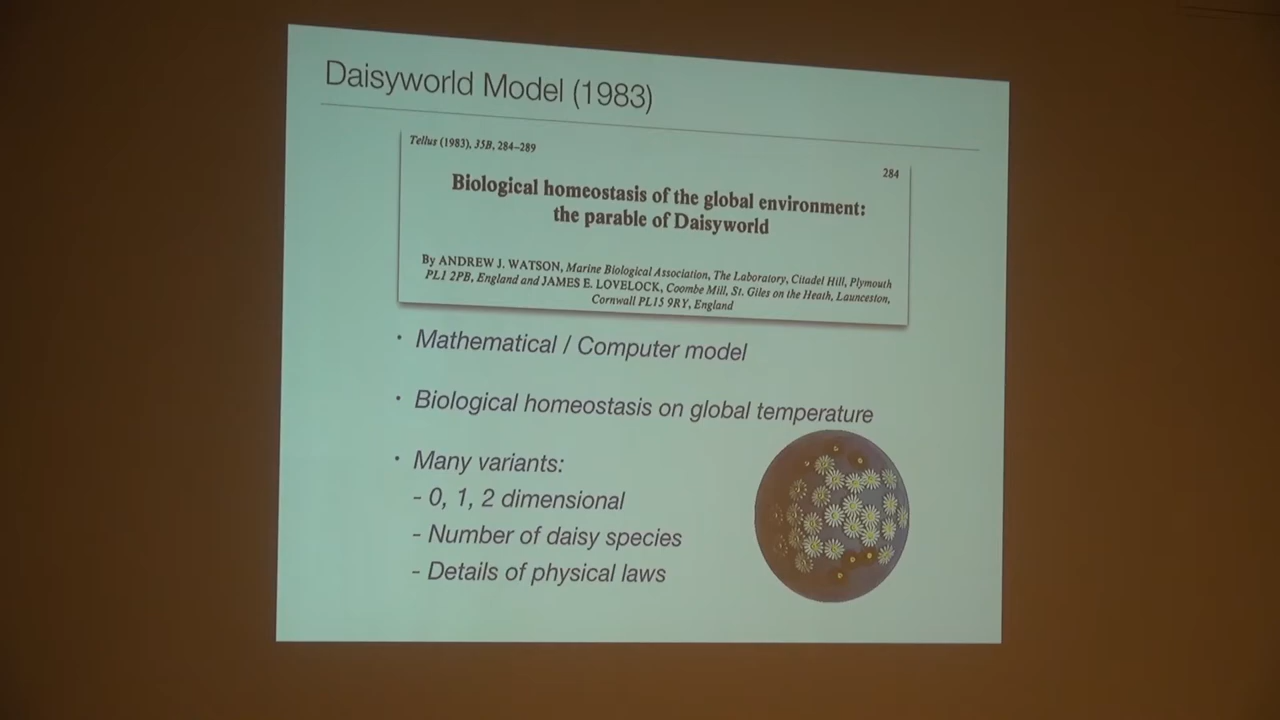 Daisyworld Model (1983)
Tellus (1983), 35B, 284–289
284
Biological homeostasis of the global environment:
the parable of Daisyworld
By ANDREW J. WATSON, Marine Biological Association, The Laboratory, Citadel Hill, Plymouth
PL1 2PB, England and JAMES E. LOVELOCK, Coombe Mill, St. Giles on the Heath, Launceston,
Cornwall PL15 9RY, England
· Mathematical / Computer model
· Biological homeostasis on global temperature
· Many variants:
- 0, 1, 2 dimensional
- Number of daisy species
- Details of physical laws